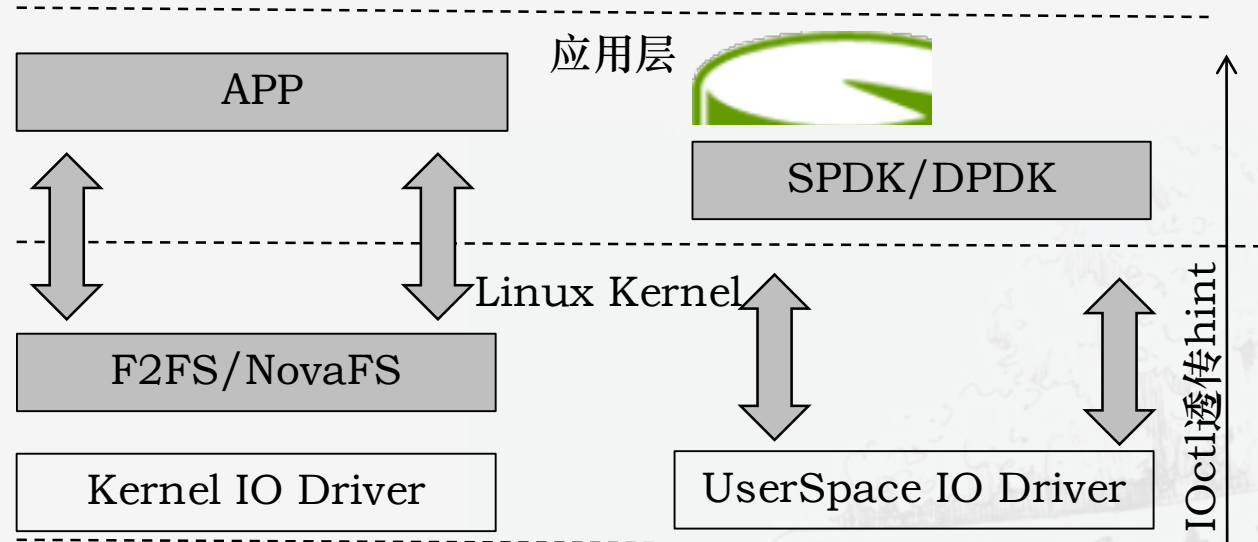 应用层
APP
SPDK/DPDK
Linux Kernel
F2FS/NovaFS
Kernel IO Driver
UserSpace IO Driver
IOctl透传hint